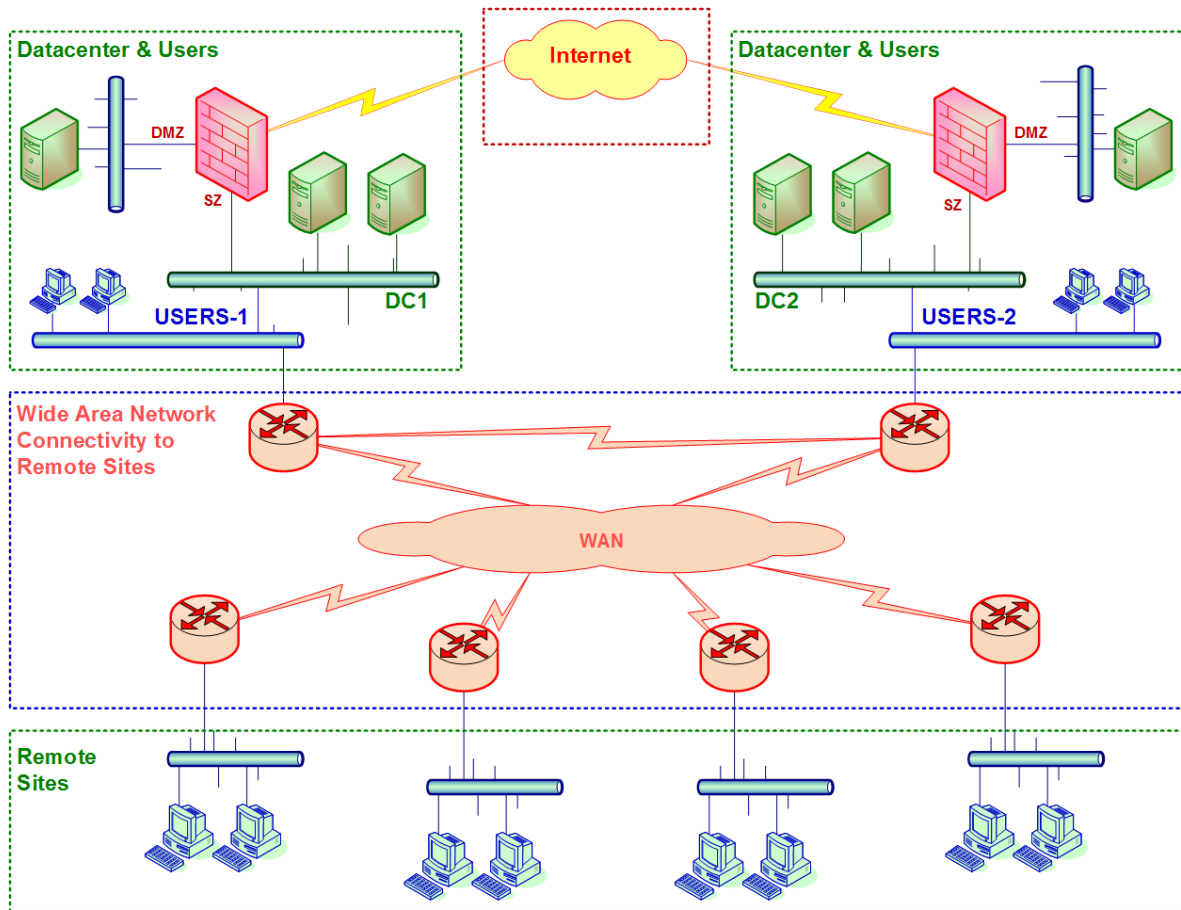 Datacenter & Users
Internet
Datacenter & Users
DMZ
DMZ
SZ
SZ
DC1
DC2
USERS-1
USERS-2
Wide Area Network
Connectivity to
Remote Sites
WAN
Remote
Sites